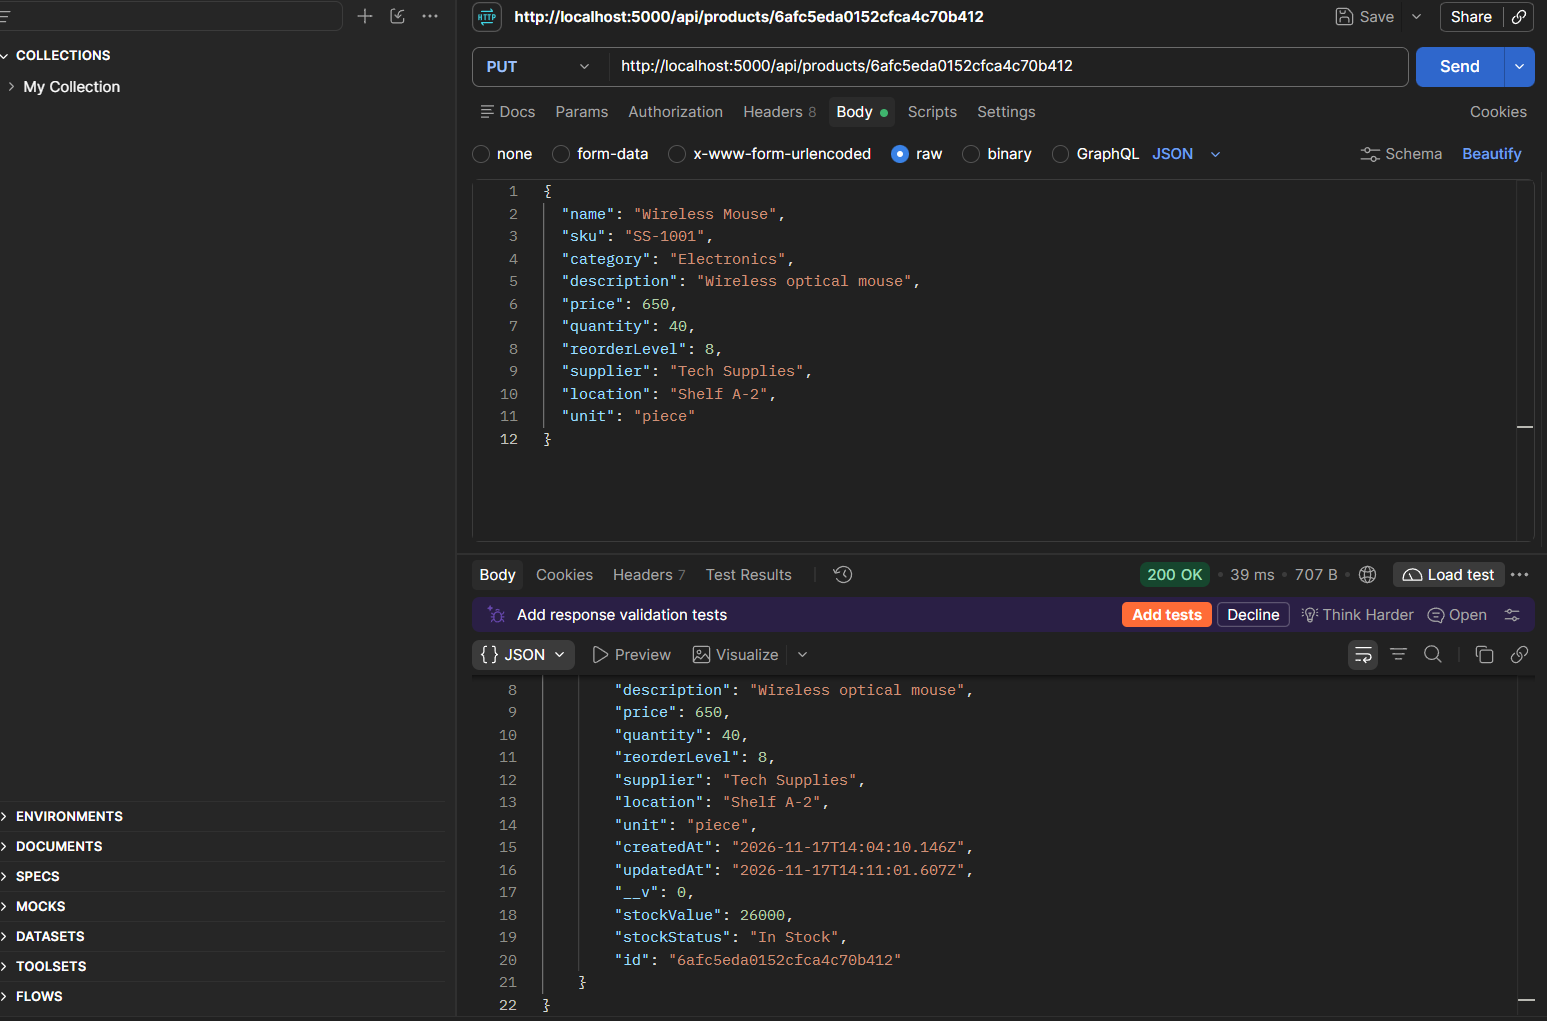 COLLECTIONS
My Collection
ENVIRONMENTS
DOCUMENTS
SPECS
MOCKS
DATASETS
TOOLSETS
FLOWS
HTTP http://localhost:5000/api/products/6afc5eda0152cfca4c70b412 Save Share
PUT http://localhost:5000/api/products/6afc5eda0152cfca4c70b412 Send
Docs Params Authorization Headers 8 Body Scripts Settings Cookies
none form-data x-www-form-urlencoded raw binary GraphQL JSON Schema Beautify
1 {
2 "name": "Wireless Mouse",
3 "sku": "SS-1001",
4 "category": "Electronics",
5 "description": "Wireless optical mouse",
6 "price": 650,
7 "quantity": 40,
8 "reorderLevel": 8,
9 "supplier": "Tech Supplies",
10 "location": "Shelf A-2",
11 "unit": "piece"
12 }
Body Cookies Headers 7 Test Results 200 OK • 39 ms • 707 B • Load test
Add response validation tests Add tests Decline Think Harder Open
{} JSON Preview Visualize
8 "description": "Wireless optical mouse",
9 "price": 650,
10 "quantity": 40,
11 "reorderLevel": 8,
12 "supplier": "Tech Supplies",
13 "location": "Shelf A-2",
14 "unit": "piece",
15 "createdAt": "2026-11-17T14:04:10.146Z",
16 "updatedAt": "2026-11-17T14:11:01.607Z",
17 "__v": 0,
18 "stockValue": 26000,
19 "stockStatus": "In Stock",
20 "id": "6afc5eda0152cfca4c70b412"
21 }
22 }